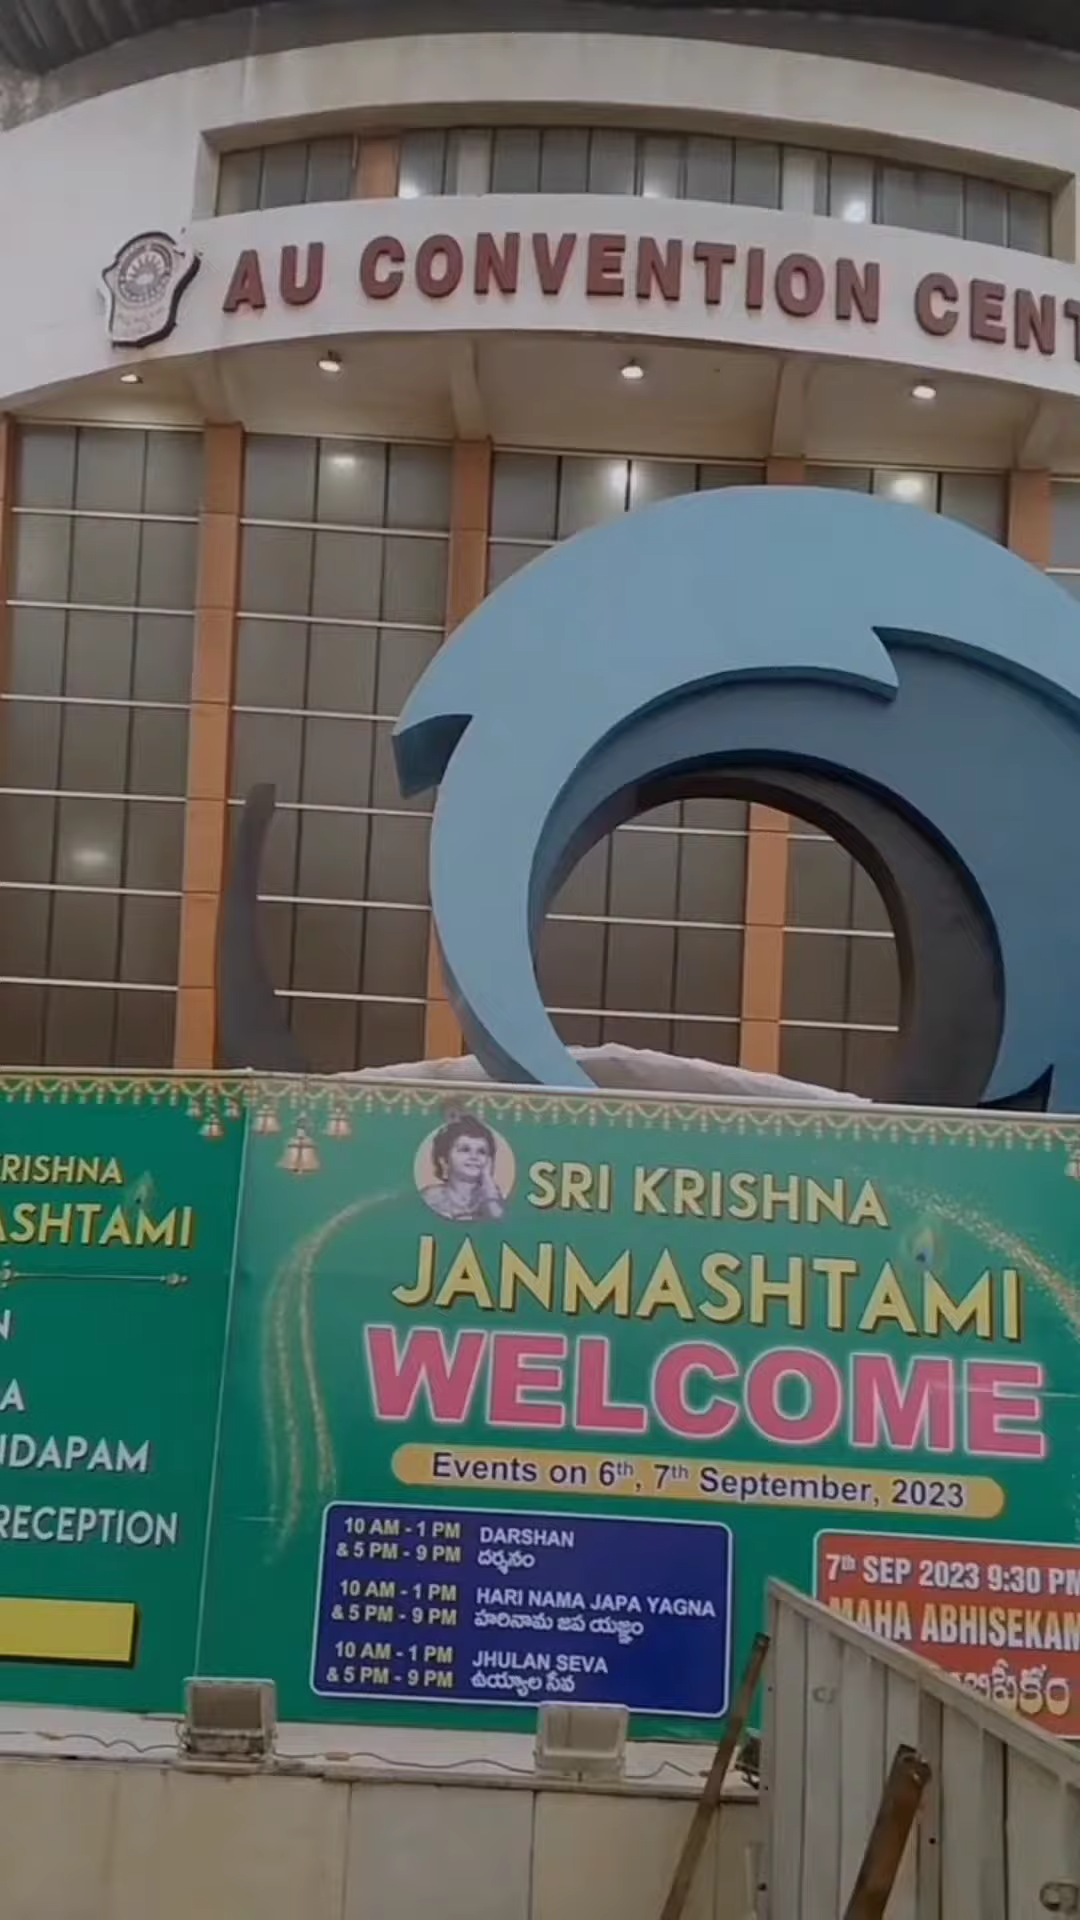 AU CONVENTION CENT
KRISHNA
ASHTAMI
N
A
NDAPAM
RECEPTION
SRI KRISHNA
JANMASHTAMI
WELCOME
Events on 6th, 7th September, 2023
10 AM - 1 PM DARSHAN
& 5 PM - 9 PM దర్శనం
10 AM - 1 PM HARI NAMA JAPA YAGNA
& 5 PM - 9 PM హరినామ జప యజ్ఞం
10 AM - 1 PM JHULAN SEVA
& 5 PM - 9 PM ఉయ్యాల సేవ
7th SEP 2023 9:30 PM
MAHA ABHISEKAN